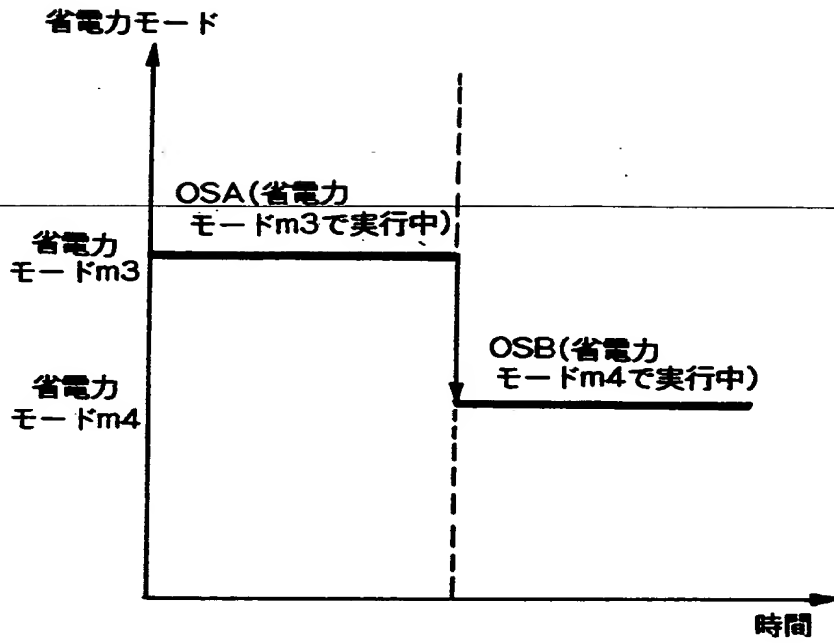 省電力モード
OSA(省電力
モードm3で実行中)
省電力
モードm3
OSB(省電力
モードm4で実行中)
省電力
モードm4
時間